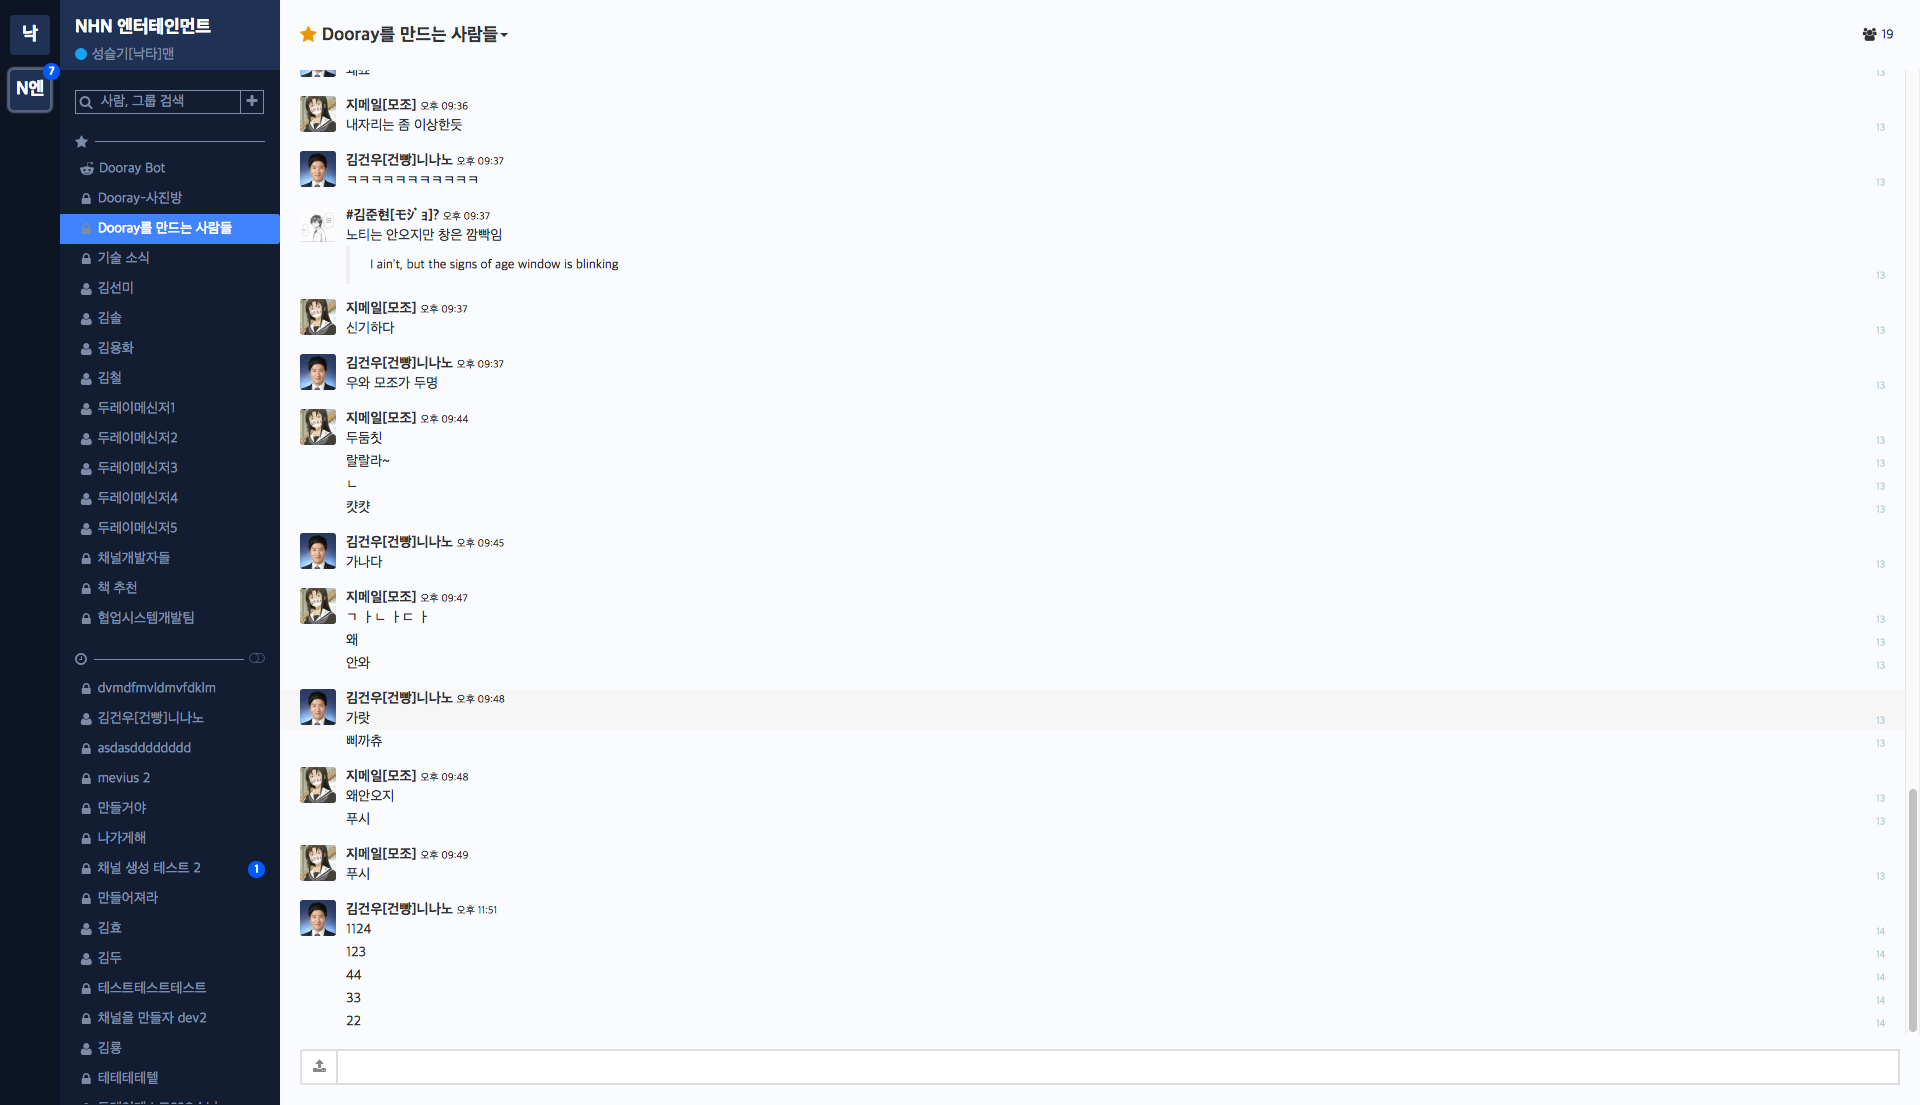 낙
N엔
7
NHN 엔터테인먼트
성슬기[낙타]맨
사람, 그룹 검색
Dooray Bot
Dooray-사진방
Dooray를 만드는 사람들
기술 소식
김선미
김솔
김용화
김철
두레이메신저1
두레이메신저2
두레이메신저3
두레이메신저4
두레이메신저5
채널개발자들
책 추천
협업시스템개발팀
dvmdfmvldmvfdklm
김건우[건빵]니나노
asdasdddddddd
mevius 2
만들거야
나가게해
채널 생성 테스트 2
1
만들어져라
김효
김두
테스트테스트테스트
채널을 만들자 dev2
김룡
테테테테텥
Dooray를 만드는 사람들
19
13
지메일[모조] 오후 09:36
내자리는 좀 이상한듯
13
김건우[건빵]니나노 오후 09:37
ㅋㅋㅋㅋㅋㅋㅋㅋㅋㅋㅋ
13
#김준현[モジョ]? 오후 09:37
노티는 안오지만 창은 깜빡임
I ain't, but the signs of age window is blinking
13
지메일[모조] 오후 09:37
신기하다
13
김건우[건빵]니나노 오후 09:37
우와 모조가 두명
13
지메일[모조] 오후 09:44
두둠칫
13
랄랄라~
13
ㄴ
13
캿캿
13
김건우[건빵]니나노 오후 09:45
가나다
13
지메일[모조] 오후 09:47
ㄱ ㅏㄴ ㅏㄷ ㅏ
13
왜
13
안와
13
김건우[건빵]니나노 오후 09:48
가랏
13
삐까츄
13
지메일[모조] 오후 09:48
왜안오지
13
푸시
13
지메일[모조] 오후 09:49
푸시
13
김건우[건빵]니나노 오후 11:51
1124
14
123
14
44
14
33
14
22
14